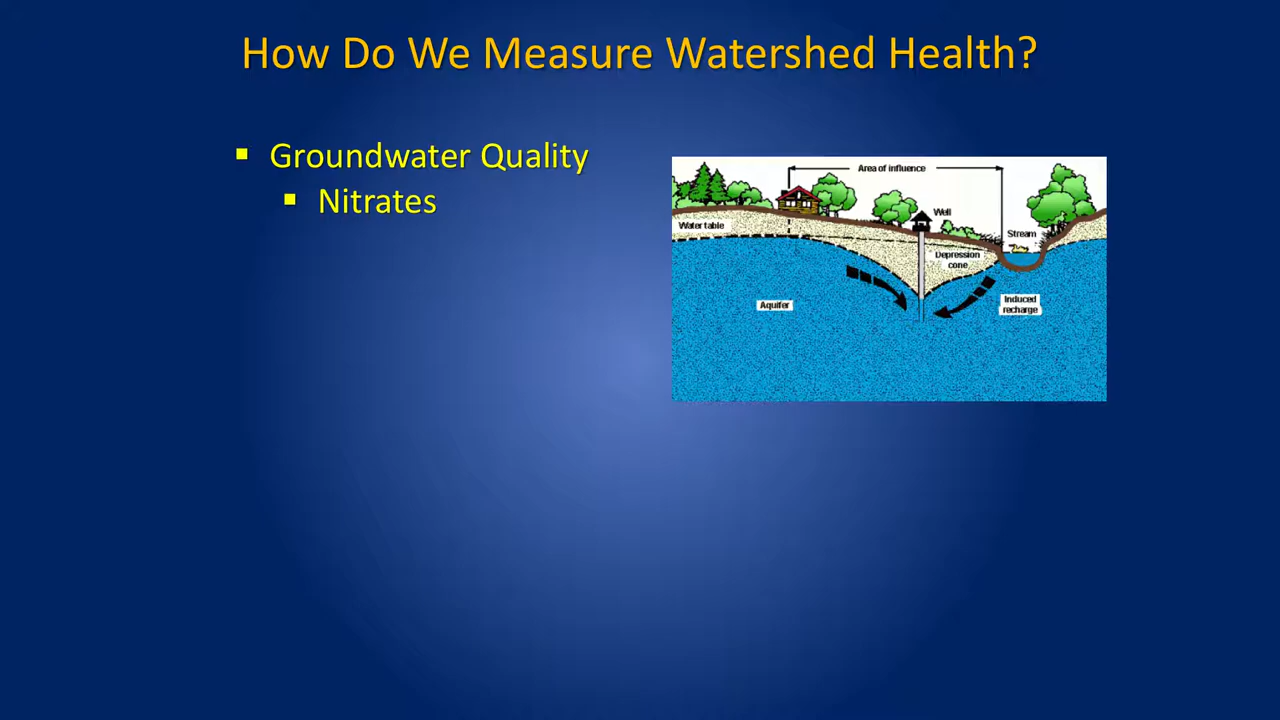 How Do We Measure Watershed Health?
▪ Groundwater Quality
▪ Nitrates
Area of influence
Well
Water table
Stream
Depression
cone
Aquifer
Induced
recharge